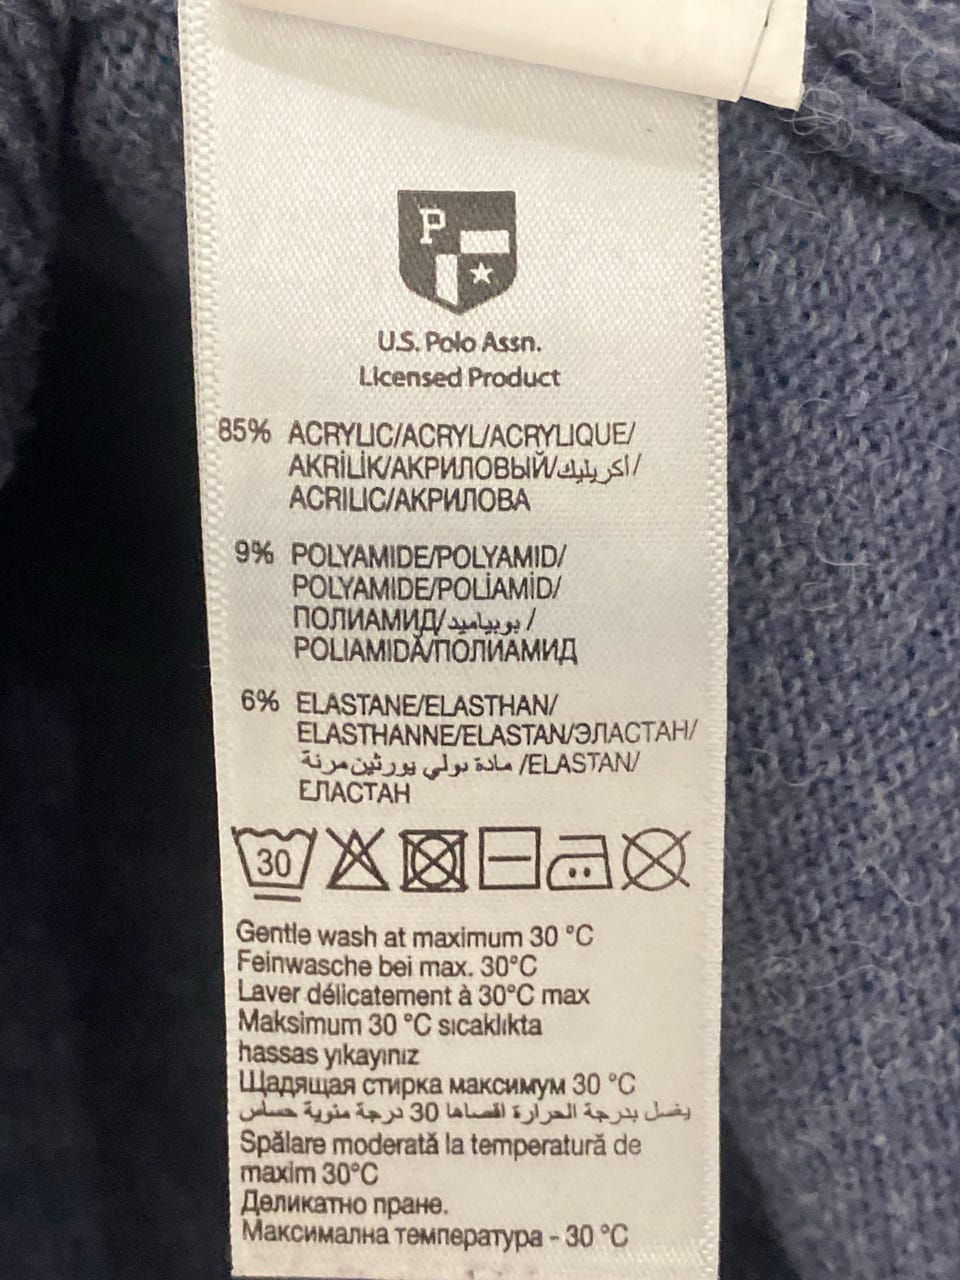 P
U.S. Polo Assn.
Licensed Product
85% ACRYLIC/ACRYL/ACRYLIQUE/
AKRİLİK/АКРИЛОВЫЙ/أكريليك/
ACRILIC/АКРИЛОВА
9% POLYAMIDE/POLYAMID/
POLYAMIDE/POLİAMİD/
ПОЛИАМИД/بوبياميد/
POLIAMIDĂ/ПОЛИАМИД
6% ELASTANE/ELASTHAN/
ELASTHANNE/ELASTAN/ЭЛАСТАН/
مادة بولي يورثين مرنة/ELASTAN/
ЕЛАСТАН
30
Gentle wash at maximum 30 °C
Feinwasche bei max. 30°C
Laver délicatement à 30°C max
Maksimum 30 °C sıcaklıkta
hassas yıkayınız
Щадящая стирка максимум 30 °C
يغسل بدرجة الحرارة اقصاها 30 درجة منوية حساس
Spălare moderată la temperatură de
maxim 30°C
Деликатно пране.
Максимална температура - 30 °C